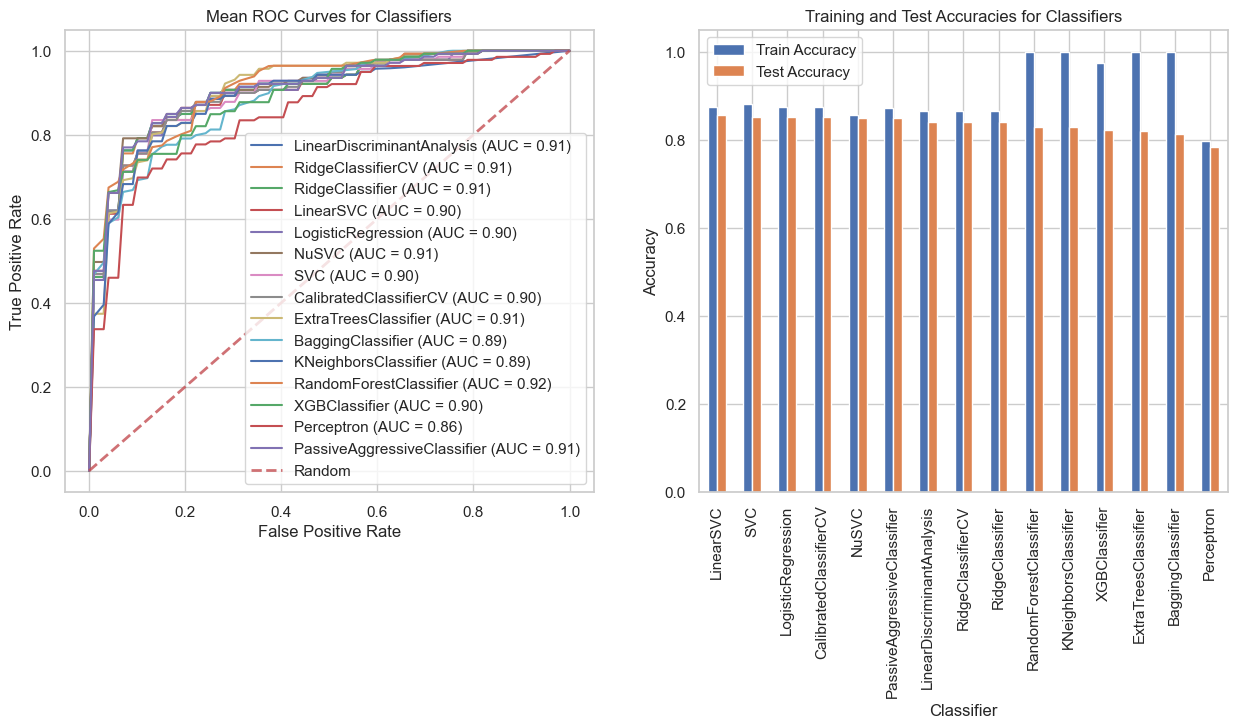 Mean ROC Curves for Classifiers
1.0
0.8
0.6
0.4
0.2
0.0
True Positive Rate
LinearDiscriminantAnalysis (AUC = 0.91)
RidgeClassifierCV (AUC = 0.91)
RidgeClassifier (AUC = 0.91)
LinearSVC (AUC = 0.90)
LogisticRegression (AUC = 0.90)
NuSVC (AUC = 0.91)
SVC (AUC = 0.90)
CalibratedClassifierCV (AUC = 0.90)
ExtraTreesClassifier (AUC = 0.91)
BaggingClassifier (AUC = 0.89)
KNeighborsClassifier (AUC = 0.89)
RandomForestClassifier (AUC = 0.92)
XGBClassifier (AUC = 0.90)
Perceptron (AUC = 0.86)
PassiveAggressiveClassifier (AUC = 0.91)
Random
0.0 0.2 0.4 0.6 0.8 1.0
False Positive Rate
Training and Test Accuracies for Classifiers
Train Accuracy
Test Accuracy
1.0
0.8
0.6
0.4
0.2
0.0
Accuracy
LinearSVC
SVC
LogisticRegression
CalibratedClassifierCV
NuSVC
PassiveAggressiveClassifier
LinearDiscriminantAnalysis
RidgeClassifierCV
RidgeClassifier
RandomForestClassifier
KNeighborsClassifier
XGBClassifier
ExtraTreesClassifier
BaggingClassifier
Perceptron
Classifier